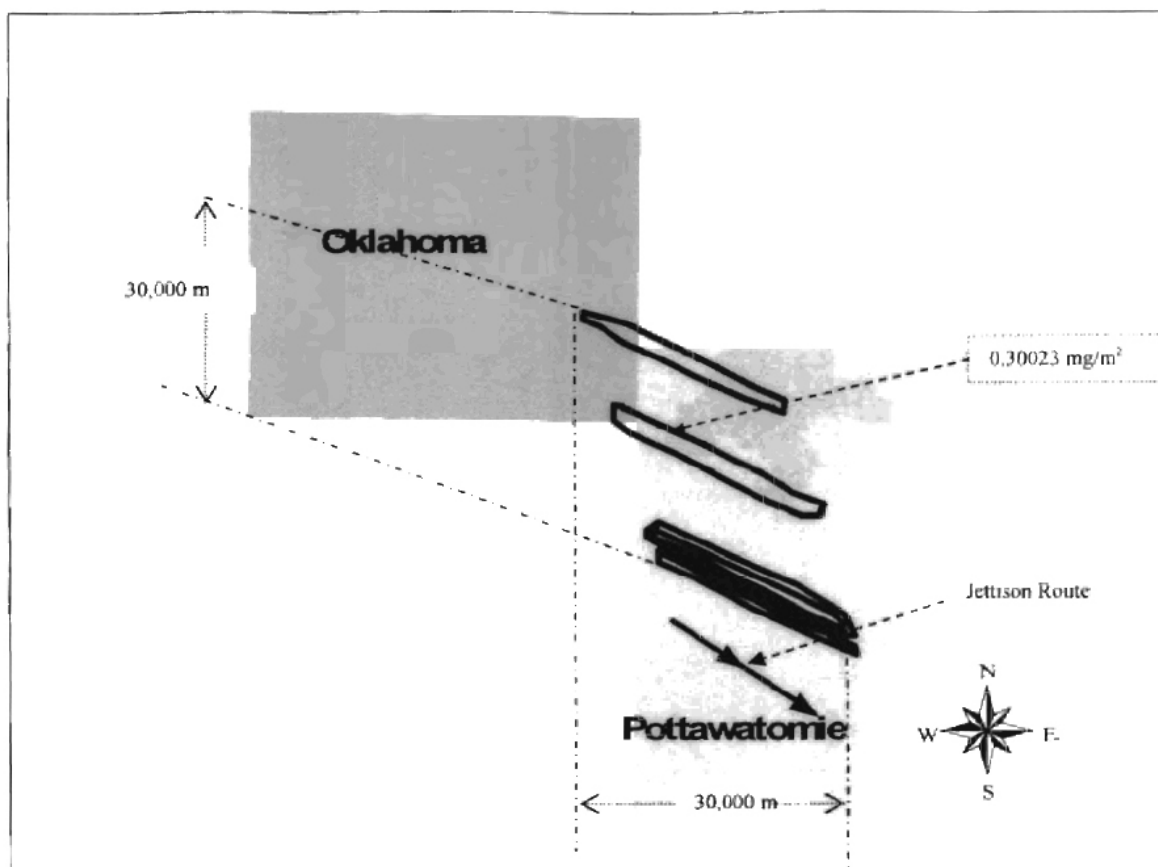 Oklahoma
30,000 m
0.30023 mg/m²
Jettison Route
Pottawatomie
N
W E
S
30,000 m